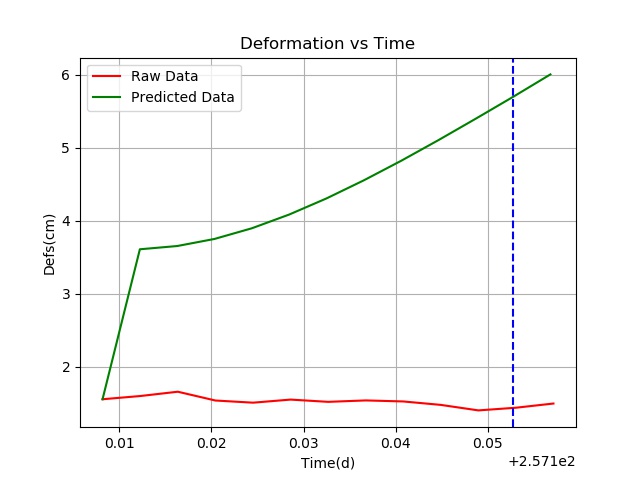 Deformation vs Time
Raw Data
Predicted Data
Defs(cm)
6
5
4
3
2
0.01 0.02 0.03 0.04 0.05
+2.571e2
Time(d)